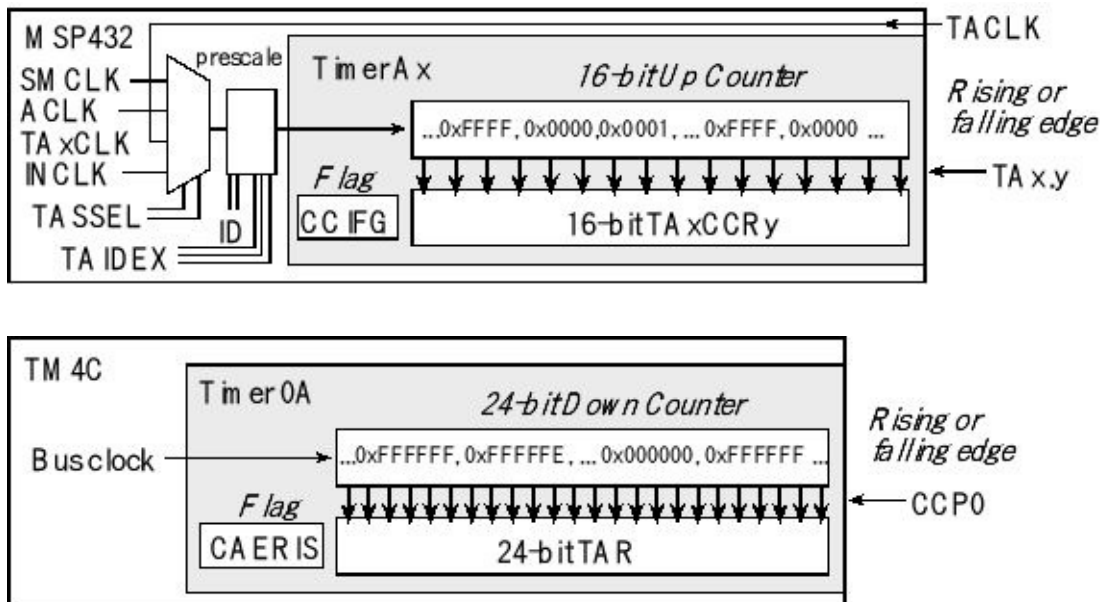 MSP432
TACLK
prescale
TimerAx
16-bit Up Counter
SMCLK
ACLK
TAxCLK
INCLK
Rising or
falling edge
...0xFFFF, 0x0000,0x0001, ... 0xFFFF, 0x0000 ...
TAx.y
Flag
CCIFG
16-bit TAxCCRy
TASSEL
ID
TAIDEX
TM4C
Timer0A
24-bit Down Counter
Rising or
falling edge
Bus clock
...0xFFFFFF, 0xFFFFFE, ... 0x000000, 0xFFFFFF ...
CCP0
Flag
CAERIS
24-bit TAR